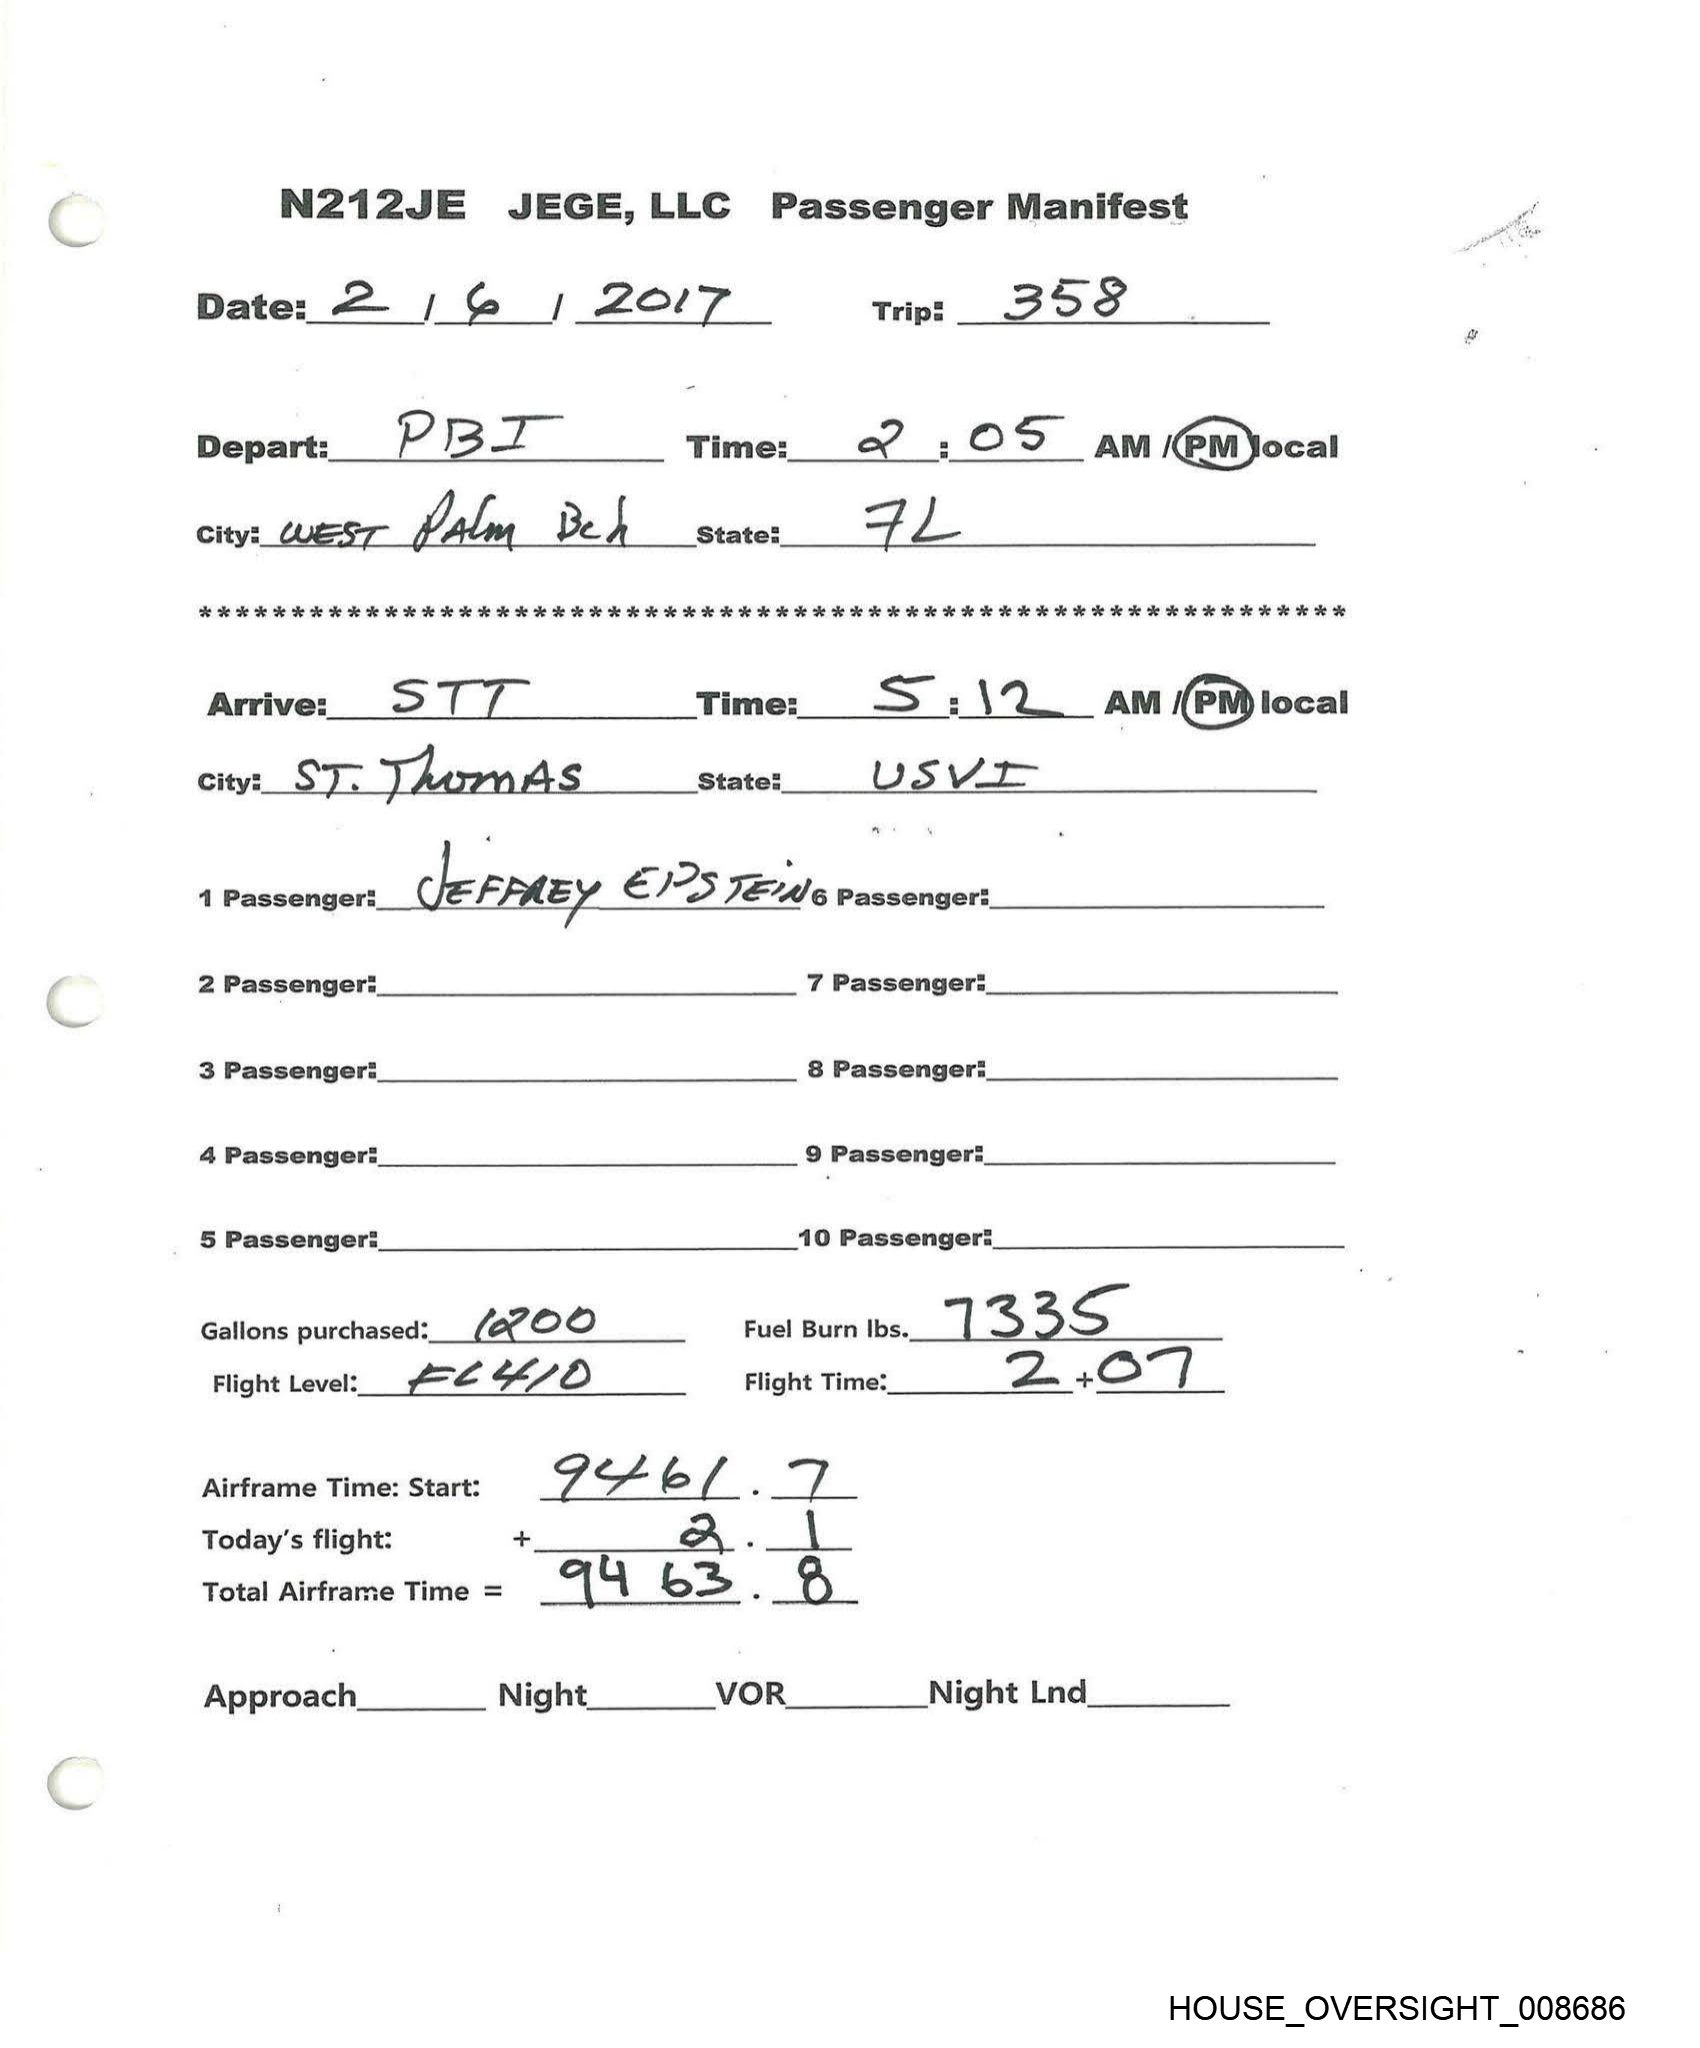 N212JE JEGE, LLC Passenger Manifest
Date: 2 / 6 / 2017 Trip: 358
Depart: PBI Time: 2 : 05 AM / PM local
City: WEST PALM Bch State: FL
***************************************************************
Arrive: STT Time: 5 : 12 AM / PM local
City: ST. THOMAS State: USVI
1 Passenger: JEFFREY EPSTEIN 6 Passenger:
2 Passenger: 7 Passenger:
3 Passenger: 8 Passenger:
4 Passenger: 9 Passenger:
5 Passenger: 10 Passenger:
Gallons purchased: 1200 Fuel Burn lbs. 7335
Flight Level: FL410 Flight Time: 2 + 07
Airframe Time: Start: 9461 . 7
Today's flight: + 2 . 1
Total Airframe Time = 9463 . 8
Approach Night VOR Night Lnd
HOUSE_OVERSIGHT_008686